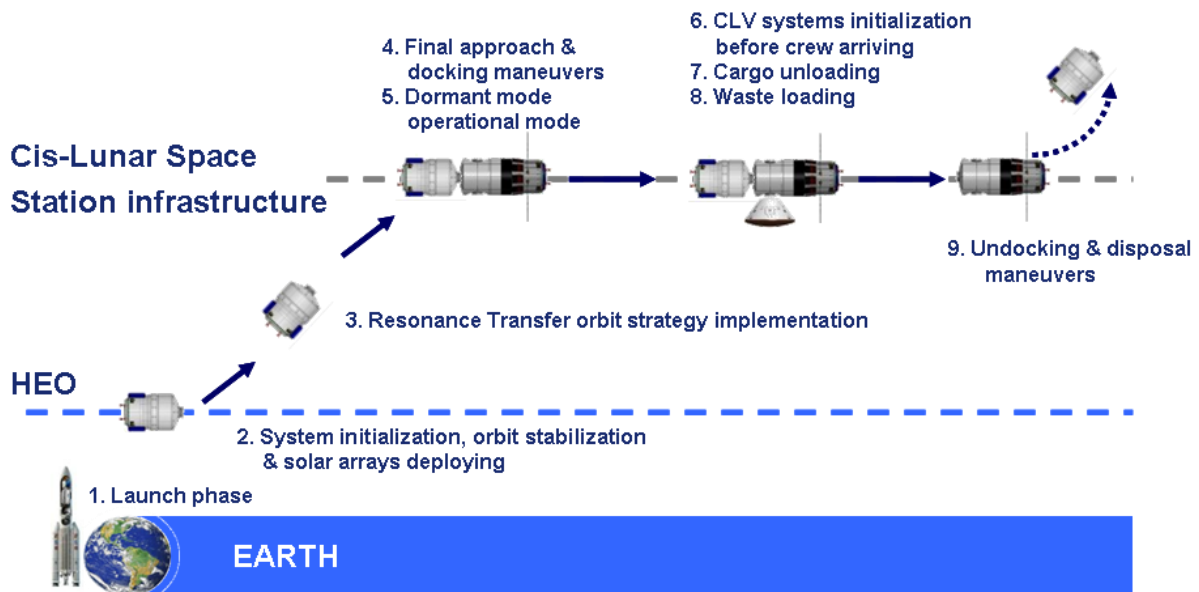 4. Final approach &
docking maneuvers
5. Dormant mode
operational mode
6. CLV systems initialization
before crew arriving
7. Cargo unloading
8. Waste loading
Cis-Lunar Space
Station infrastructure
9. Undocking & disposal
maneuvers
3. Resonance Transfer orbit strategy implementation
HEO
2. System initialization, orbit stabilization
& solar arrays deploying
1. Launch phase
EARTH